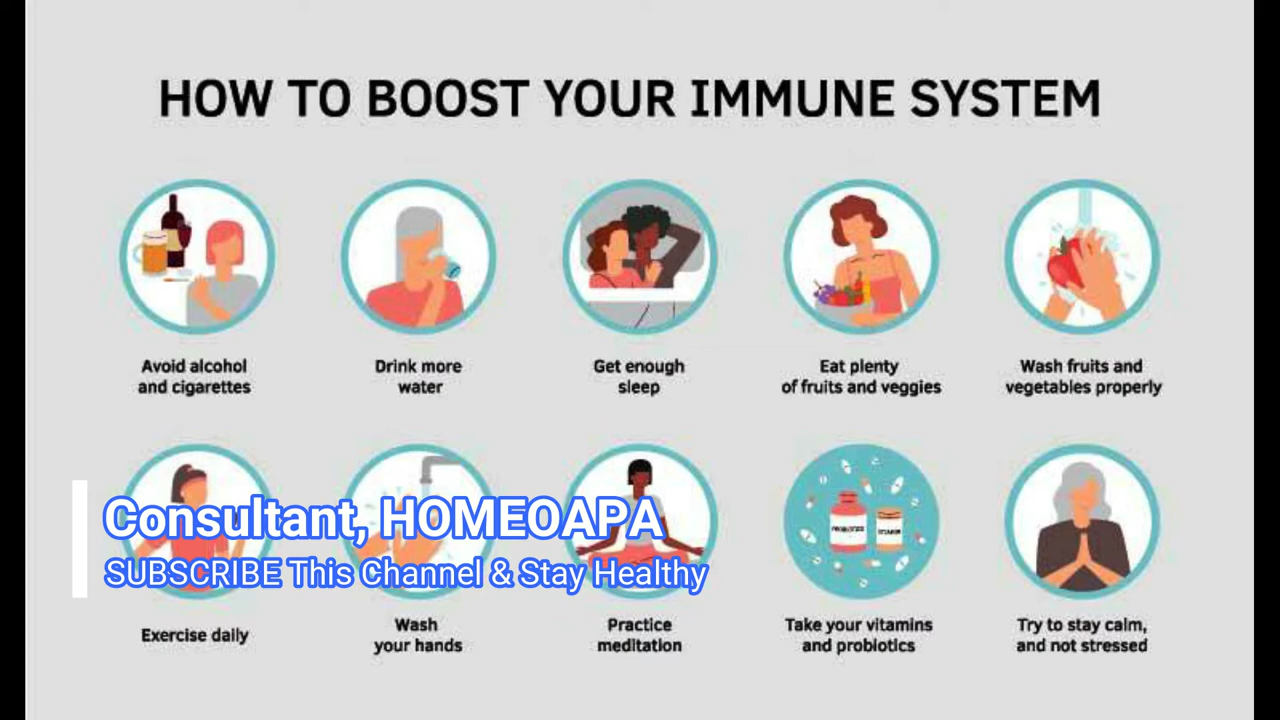 HOW TO BOOST YOUR IMMUNE SYSTEM
Avoid alcohol
and cigarettes
Drink more
water
Get enough
sleep
Eat plenty
of fruits and veggies
Wash fruits and
vegetables properly
Consultant, HOMEOAPA
SUBSCRIBE This Channel & Stay Healthy
PROBIOTICS
VITAMINS
Exercise daily
Wash
your hands
Practice
meditation
Take your vitamins
and probiotics
Try to stay calm,
and not stressed